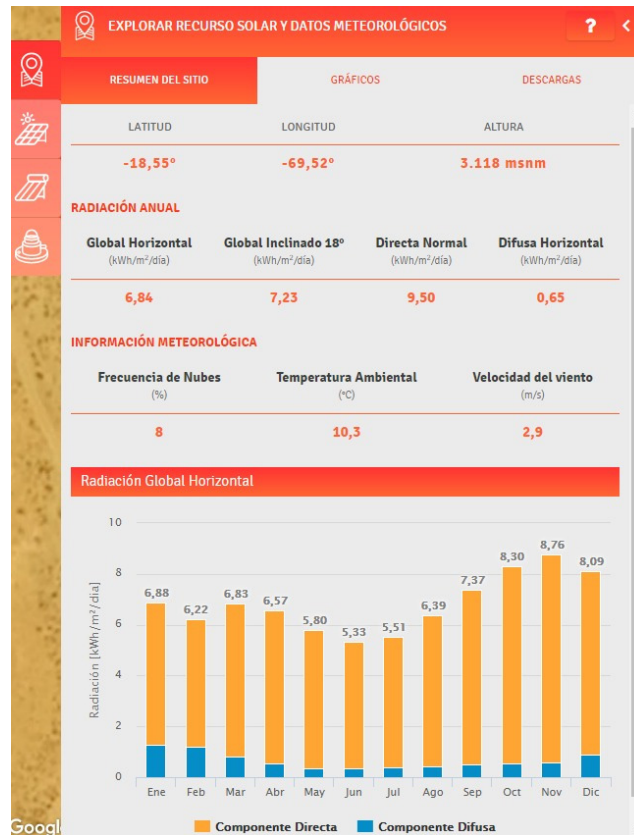 EXPLORAR RECURSO SOLAR Y DATOS METEOROLÓGICOS ? <
RESUMEN DEL SITIO GRÁFICOS DESCARGAS
LATITUD LONGITUD ALTURA
-18,55° -69,52° 3.118 msnm
RADIACIÓN ANUAL
Global Horizontal Global Inclinado 18º Directa Normal Difusa Horizontal
(kWh/m²/día) (kWh/m²/día) (kWh/m²/día) (kWh/m²/día)
6,84 7,23 9,50 0,65
INFORMACIÓN METEOROLÓGICA
Frecuencia de Nubes Temperatura Ambiental Velocidad del viento
(%) (°C) (m/s)
8 10,3 2,9
Radiación Global Horizontal
Radiación [kWh/m²/día]
10
8
6
4
2
0
6,88 6,22 6,83 6,57 5,80 5,33 5,51 6,39 7,37 8,30 8,76 8,09
Ene Feb Mar Abr May Jun Jul Ago Sep Oct Nov Dic
Componente Directa Componente Difusa
Googl